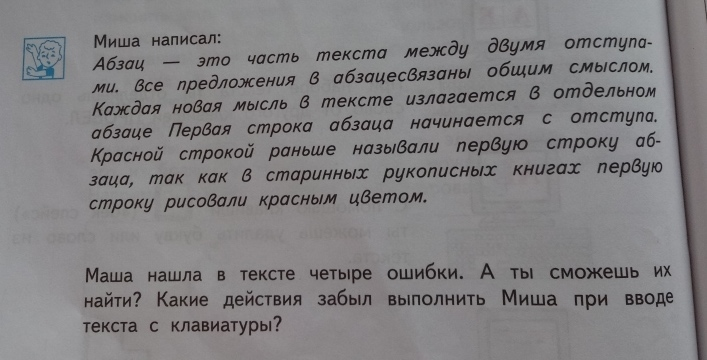 Миша написал:
Абзац — это часть текста между двумя отступа-
ми. все предложения в абзацесвязаны общим смыслом.
Каждая новая мысль в тексте излагается в отдельном
абзаце Первая строка абзаца начинается с отступа.
Красной строкой раньше называли первую строку аб-
заца, так как в старинных рукописных книгах первую
строку рисовали красным цветом.
Маша нашла в тексте четыре ошибки. А ты сможешь их
найти? Какие действия забыл выполнить Миша при вводе
текста с клавиатуры?